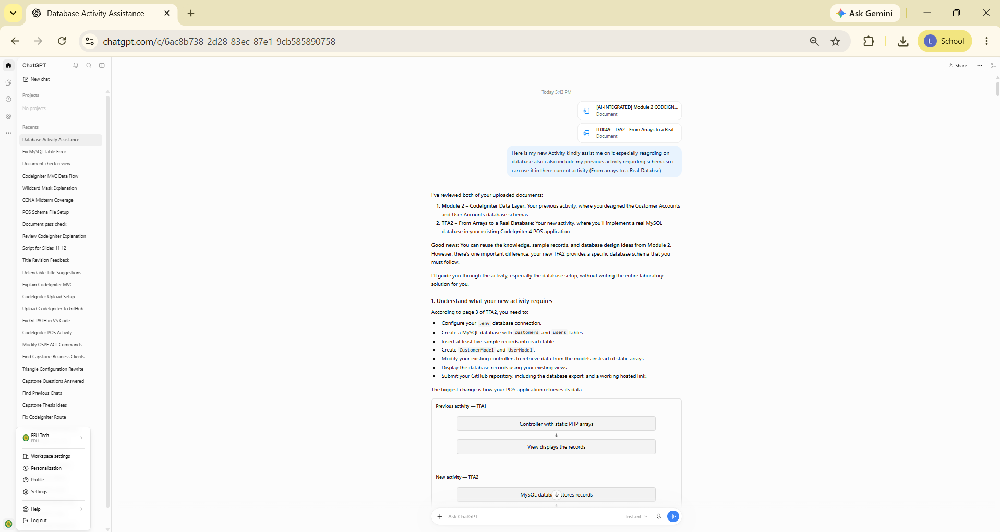 Database Activity Assistance
Ask Gemini
chatgpt.com/c/6ac8b738-2d28-83ec-87e1-9cb585890758
L
School
ChatGPT
New chat
Projects
No projects
Recents
Database Activity Assistance
Fix MySQL Table Error
Document check review
CodeIgniter MVC Data Flow
Wildcard Mask Explanation
CCNA Midterm Coverage
POS Schema File Setup
Document pass check
Review CodeIgniter Explanation
Script for Slides 11 12
Title Revision Feedback
Defendable Title Suggestions
Explain CodeIgniter MVC
CodeIgniter Upload Setup
Upload CodeIgniter To GitHub
Fix Git PATH in VS Code
CodeIgniter POS Activity
Modify OSPF ACL Commands
Find Capstone Business Clients
Triangle Configuration Rewrite
Capstone Questions Answered
Find Previous Chats
Capstone Thesis Ideas
Fix CodeIgniter Route
FEU Tech
EDU
Workspace settings
Personalization
Profile
Settings
Help
Log out
Share
Today 5:43 PM
[AI-INTEGRATED] Module 2 CODEIGN...
Document
IT0049 - TFA2 - From Arrays to a Real...
Document
Here is my new Activity kindly assist me on it especially reagrding on
database also i also include my previous activity regarding schema so i
can use it in there current activity (From arrays to a Real Databse)
I've reviewed both of your uploaded documents:
1. Module 2 – CodeIgniter Data Layer: Your previous activity, where you designed the Customer Accounts
and User Accounts database schemas.
2. TFA2 – From Arrays to a Real Database: Your new activity, where you'll implement a real MySQL
database in your existing CodeIgniter 4 POS application.
Good news: You can reuse the knowledge, sample records, and database design ideas from Module 2.
However, there's one important difference: your new TFA2 provides a specific database schema that you
must follow.
I'll guide you through the activity, especially the database setup, without writing the entire laboratory
solution for you.
1. Understand what your new activity requires
According to page 3 of TFA2, you need to:
• Configure your .env database connection.
• Create a MySQL database with customers and users tables.
• Insert at least five sample records into each table.
• Create CustomerModel and UserModel.
• Modify your existing controllers to retrieve data from the models instead of static arrays.
• Display the database records using your existing views.
• Submit your GitHub repository, including the database export, and a working hosted link.
The biggest change is how your POS application retrieves its data.
Previous activity — TFA1
Controller with static PHP arrays
↓
View displays the records
New activity — TFA2
MySQL datab stores records
Ask ChatGPT
Instant